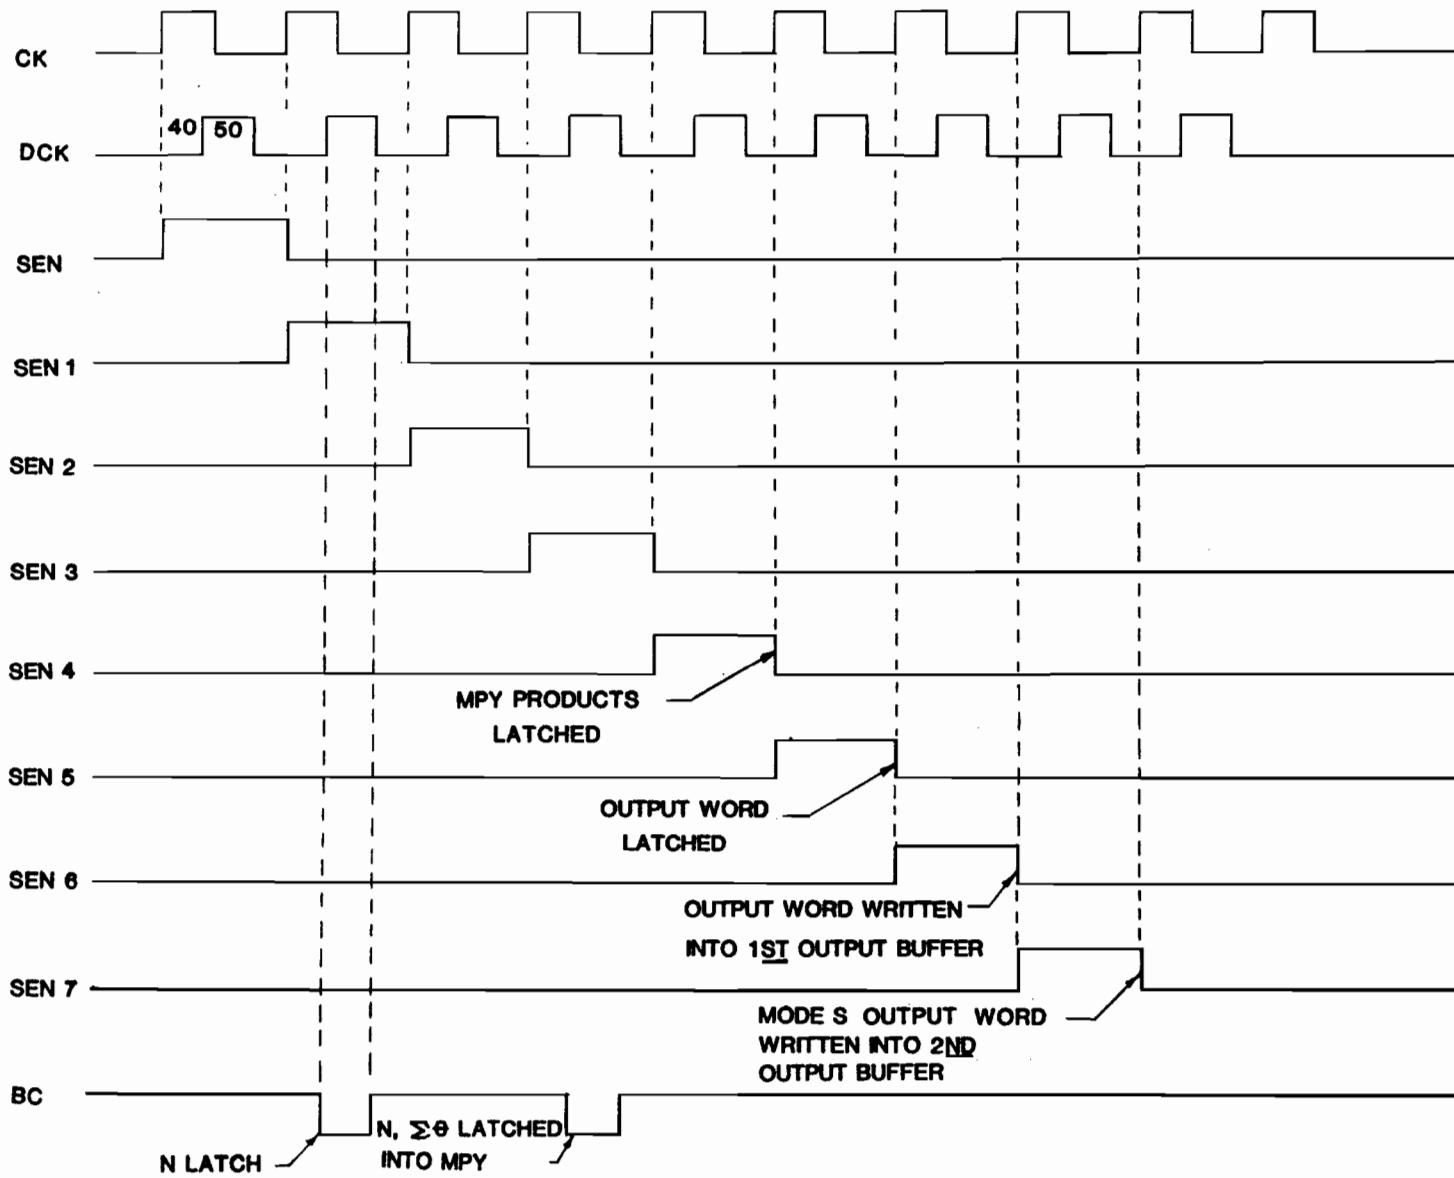 CK
40 50
DCK
SEN
SEN 1
SEN 2
SEN 3
SEN 4
MPY PRODUCTS
LATCHED
SEN 5
OUTPUT WORD
LATCHED
SEN 6
OUTPUT WORD WRITTEN
INTO 1ST OUTPUT BUFFER
SEN 7
MODE S OUTPUT WORD
WRITTEN INTO 2ND
OUTPUT BUFFER
BC
N LATCH
N, Σθ LATCHED
INTO MPY